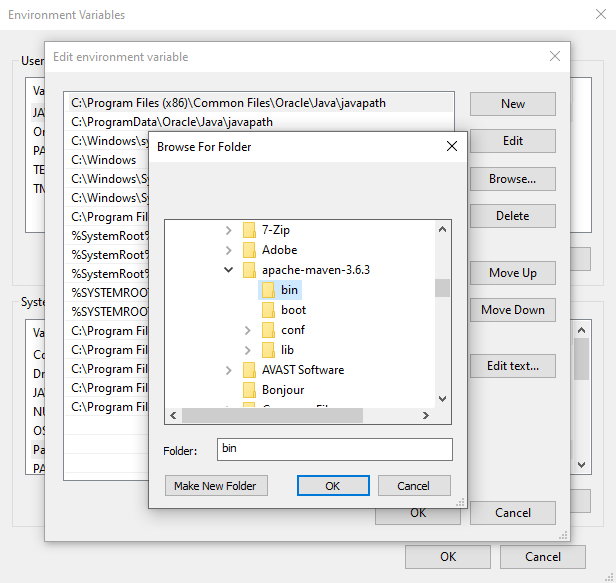 Environment Variables
User
Edit environment variable
Va
JA
Or
PA
TE
TN
C:\Program Files (x86)\Common Files\Oracle\Java\javapath
C:\ProgramData\Oracle\Java\javapath
C:\Windows\sy
C:\Windows
C:\Windows\Sy
C:\Windows\Sy
C:\Program Fil
%SystemRoot%
%SystemRoot%
%SystemRoot%
%SYSTEMROO
%SYSTEMROO
C:\Program Fil
C:\Program Fil
C:\Program Fil
C:\Program Fil
C:\Program Fil
New
Edit
Browse...
Delete
Move Up
Move Down
Edit text...
Browse For Folder
7-Zip
Adobe
apache-maven-3.6.3
bin
boot
conf
lib
AVAST Software
Bonjour
Folder:
bin
Make New Folder
OK
Cancel
Syste
Va
Co
Dr
JA
NU
OS
Pa
PA
OK
Cancel
OK
Cancel